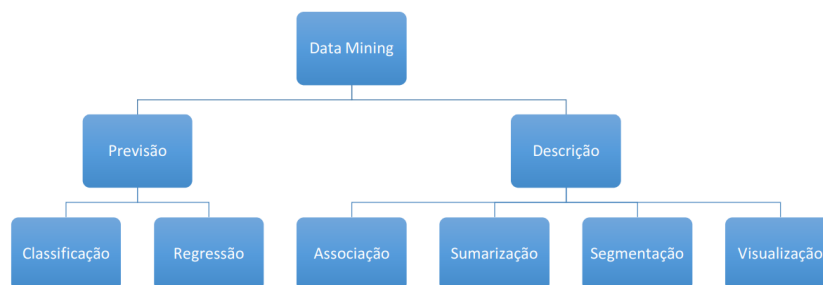 Data Mining
Previsão
Descrição
Classificação
Regressão
Associação
Sumarização
Segmentação
Visualização